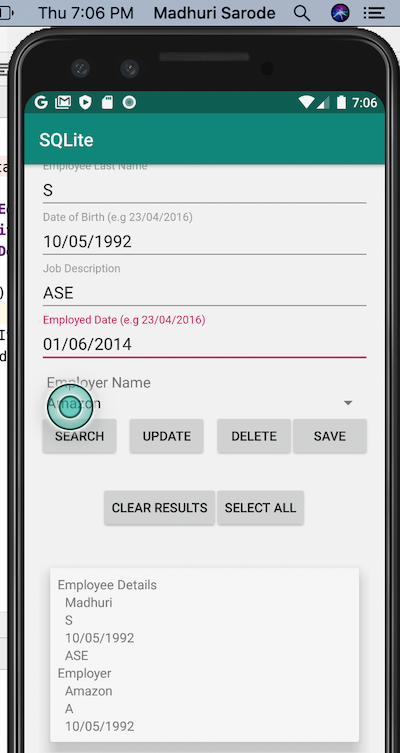 Thu 7:06 PM Madhuri Sarode
7:06
SQLite
Employee Last Name
S
Date of Birth (e.g 23/04/2016)
10/05/1992
Job Description
ASE
Employed Date (e.g 23/04/2016)
01/06/2014
Employer Name
Amazon
SEARCH UPDATE DELETE SAVE
CLEAR RESULTS SELECT ALL
Employee Details
Madhuri
S
10/05/1992
ASE
Employer
Amazon
A
10/05/1992